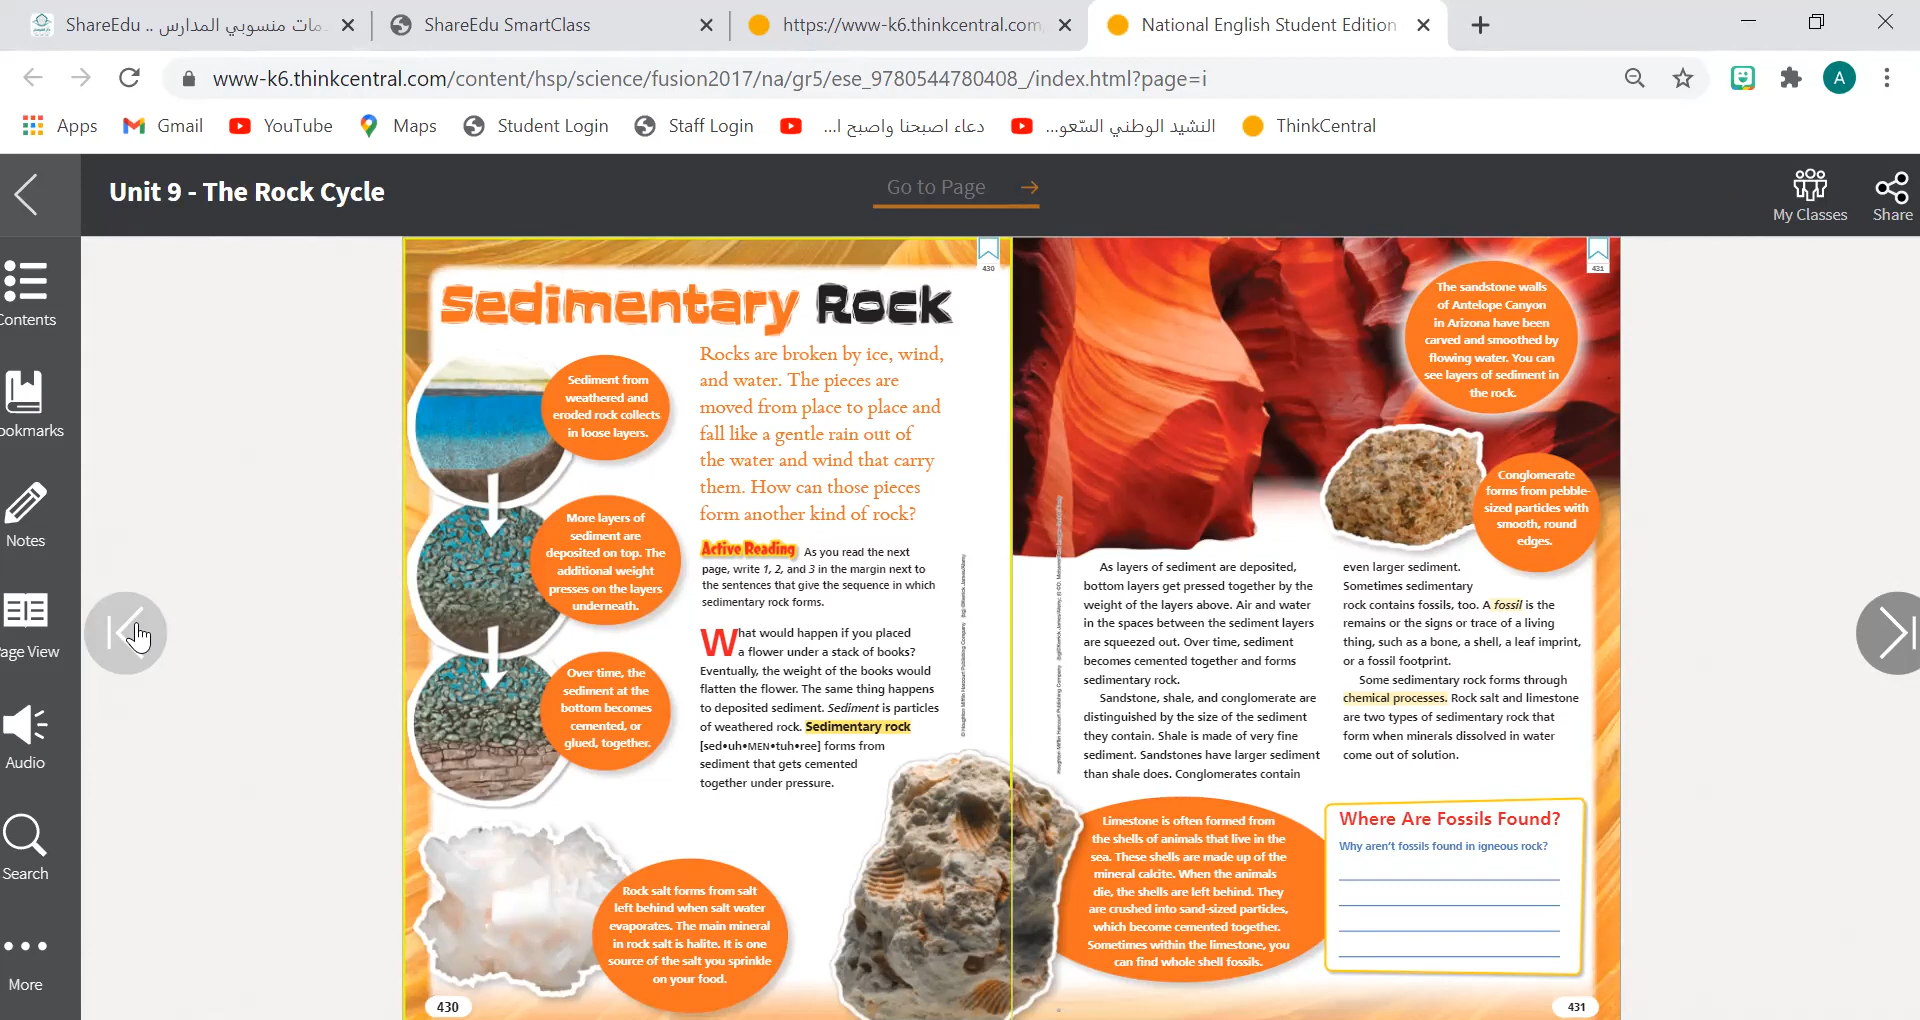 ShareEdu .. مات منسوبي المدارس
ShareEdu SmartClass
https://www-k6.thinkcentral.com
National English Student Edition
www-k6.thinkcentral.com/content/hsp/science/fusion2017/na/gr5/ese_9780544780408_/index.html?page=i
A
Apps
Gmail
YouTube
Maps
Student Login
Staff Login
دعاء اصبحنا واصبح ا...
النشيد الوطني السّعو...
ThinkCentral
Unit 9 - The Rock Cycle
Go to Page
My Classes
Share
Contents
ookmarks
Notes
age View
Audio
Search
More
430
Sedimentary Rock
Sediment from
weathered and
eroded rock collects
in loose layers.
More layers of
sediment are
deposited on top. The
additional weight
presses on the layers
underneath.
Over time, the
sediment at the
bottom becomes
cemented, or
glued, together.
Rocks are broken by ice, wind,
and water. The pieces are
moved from place to place and
fall like a gentle rain out of
the water and wind that carry
them. How can those pieces
form another kind of rock?
Active Reading As you read the next
page, write 1, 2, and 3 in the margin next to
the sentences that give the sequence in which
sedimentary rock forms.
What would happen if you placed
a flower under a stack of books?
Eventually, the weight of the books would
flatten the flower. The same thing happens
to deposited sediment. Sediment is particles
of weathered rock. Sedimentary rock
[sed•uh•MEN•tuh•ree] forms from
sediment that gets cemented
together under pressure.
Rock salt forms from salt
left behind when salt water
evaporates. The main mineral
in rock salt is halite. It is one
source of the salt you sprinkle
on your food.
430
431
The sandstone walls
of Antelope Canyon
in Arizona have been
carved and smoothed by
flowing water. You can
see layers of sediment in
the rock.
Conglomerate
forms from pebble-
sized particles with
smooth, round
edges.
As layers of sediment are deposited,
bottom layers get pressed together by the
weight of the layers above. Air and water
in the spaces between the sediment layers
are squeezed out. Over time, sediment
becomes cemented together and forms
sedimentary rock.
Sandstone, shale, and conglomerate are
distinguished by the size of the sediment
they contain. Shale is made of very fine
sediment. Sandstones have larger sediment
than shale does. Conglomerates contain
even larger sediment.
Sometimes sedimentary
rock contains fossils, too. A fossil is the
remains or the signs or trace of a living
thing, such as a bone, a shell, a leaf imprint,
or a fossil footprint.
Some sedimentary rock forms through
chemical processes. Rock salt and limestone
are two types of sedimentary rock that
form when minerals dissolved in water
come out of solution.
Limestone is often formed from
the shells of animals that live in the
sea. These shells are made up of the
mineral calcite. When the animals
die, the shells are left behind. They
are crushed into sand-sized particles,
which become cemented together.
Sometimes within the limestone, you
can find whole shell fossils.
Where Are Fossils Found?
Why aren't fossils found in igneous rock?
431